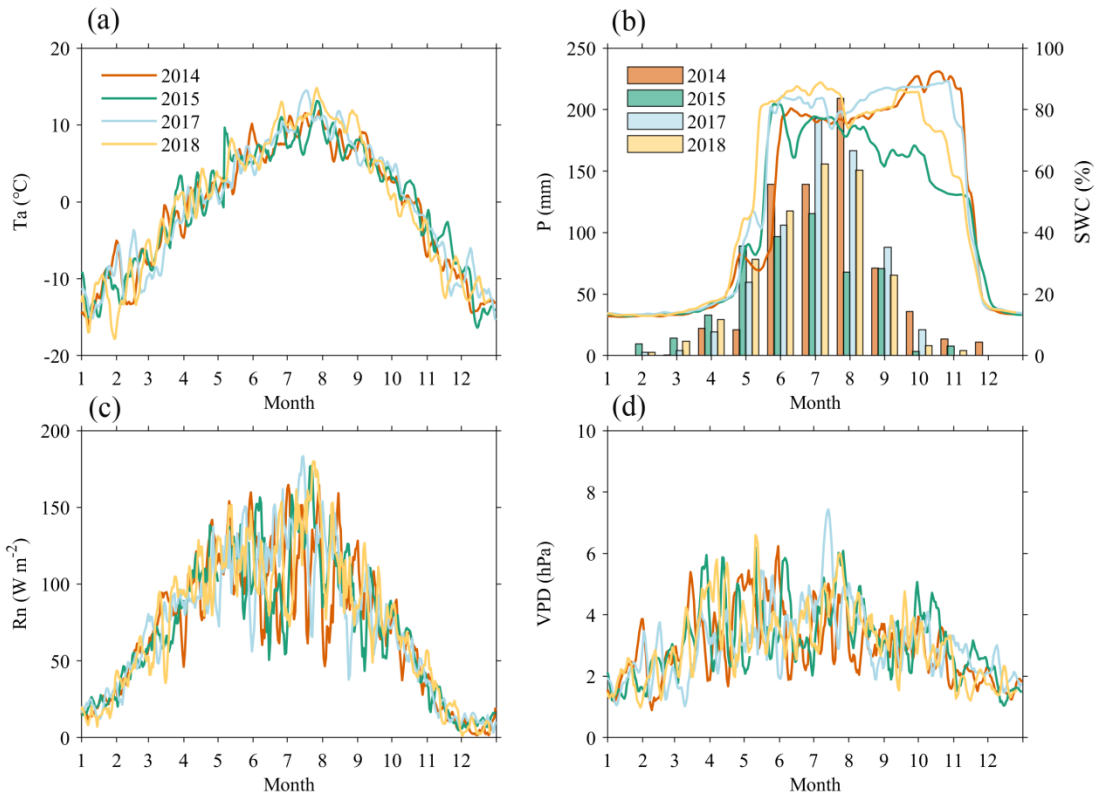 (a)
20
10
0
-10
-20
Ta (°C)
2014
2015
2017
2018
1 2 3 4 5 6 7 8 9 10 11 12
Month
(b)
250
200
150
100
50
0
P (mm)
2014
2015
2017
2018
100
80
60
40
20
0
SWC (%)
1 2 3 4 5 6 7 8 9 10 11 12
Month
(c)
200
150
100
50
0
Rn (W m⁻²)
1 2 3 4 5 6 7 8 9 10 11 12
Month
(d)
10
8
6
4
2
0
VPD (hPa)
1 2 3 4 5 6 7 8 9 10 11 12
Month